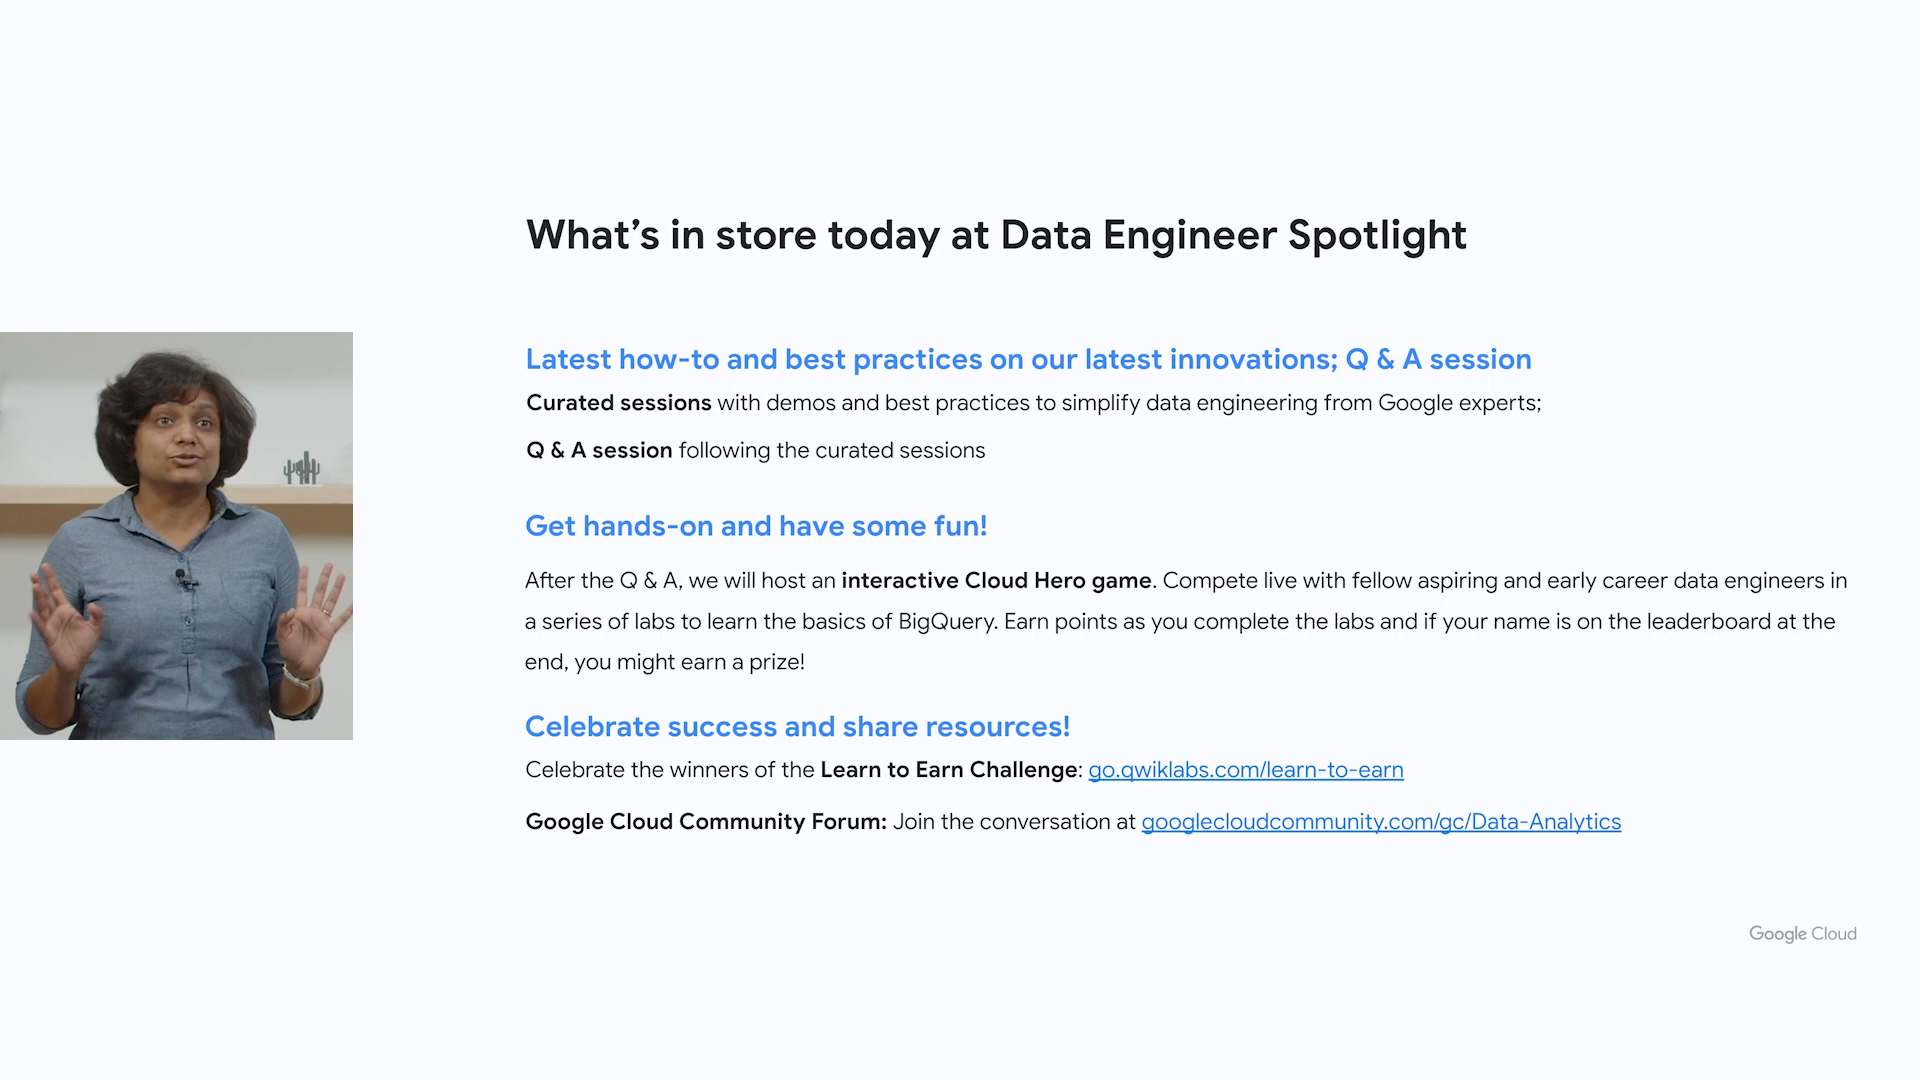 What’s in store today at Data Engineer Spotlight
Latest how-to and best practices on our latest innovations; Q & A session
Curated sessions with demos and best practices to simplify data engineering from Google experts;
Q & A session following the curated sessions
Get hands-on and have some fun!
After the Q & A, we will host an interactive Cloud Hero game. Compete live with fellow aspiring and early career data engineers in
a series of labs to learn the basics of BigQuery. Earn points as you complete the labs and if your name is on the leaderboard at the
end, you might earn a prize!
Celebrate success and share resources!
Celebrate the winners of the Learn to Earn Challenge: go.qwiklabs.com/learn-to-earn
Google Cloud Community Forum: Join the conversation at googlecloudcommunity.com/gc/Data-Analytics
Google Cloud